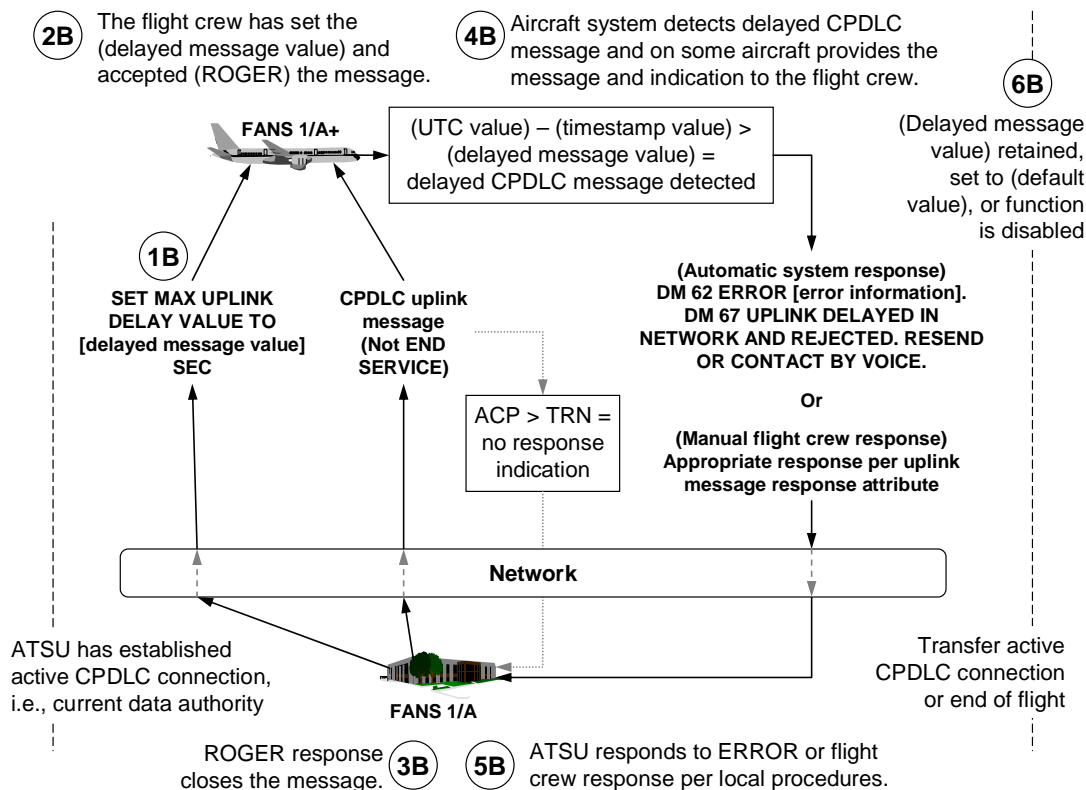 2B
The flight crew has set the
(delayed message value) and
accepted (ROGER) the message.
4B
Aircraft system detects delayed CPDLC
message and on some aircraft provides the
message and indication to the flight crew.
6B
(Delayed message
value) retained,
set to (default
value), or function
is disabled
FANS 1/A+
(UTC value) – (timestamp value) >
(delayed message value) =
delayed CPDLC message detected
1B
SET MAX UPLINK
DELAY VALUE TO
[delayed message value]
SEC
CPDLC uplink
message
(Not END
SERVICE)
(Automatic system response)
DM 62 ERROR [error information].
DM 67 UPLINK DELAYED IN
NETWORK AND REJECTED. RESEND
OR CONTACT BY VOICE.
Or
(Manual flight crew response)
Appropriate response per uplink
message response attribute
ACP > TRN =
no response
indication
Network
ATSU has established
active CPDLC connection,
i.e., current data authority
FANS 1/A
Transfer active
CPDLC connection
or end of flight
ROGER response
closes the message.
3B
5B
ATSU responds to ERROR or flight
crew response per local procedures.